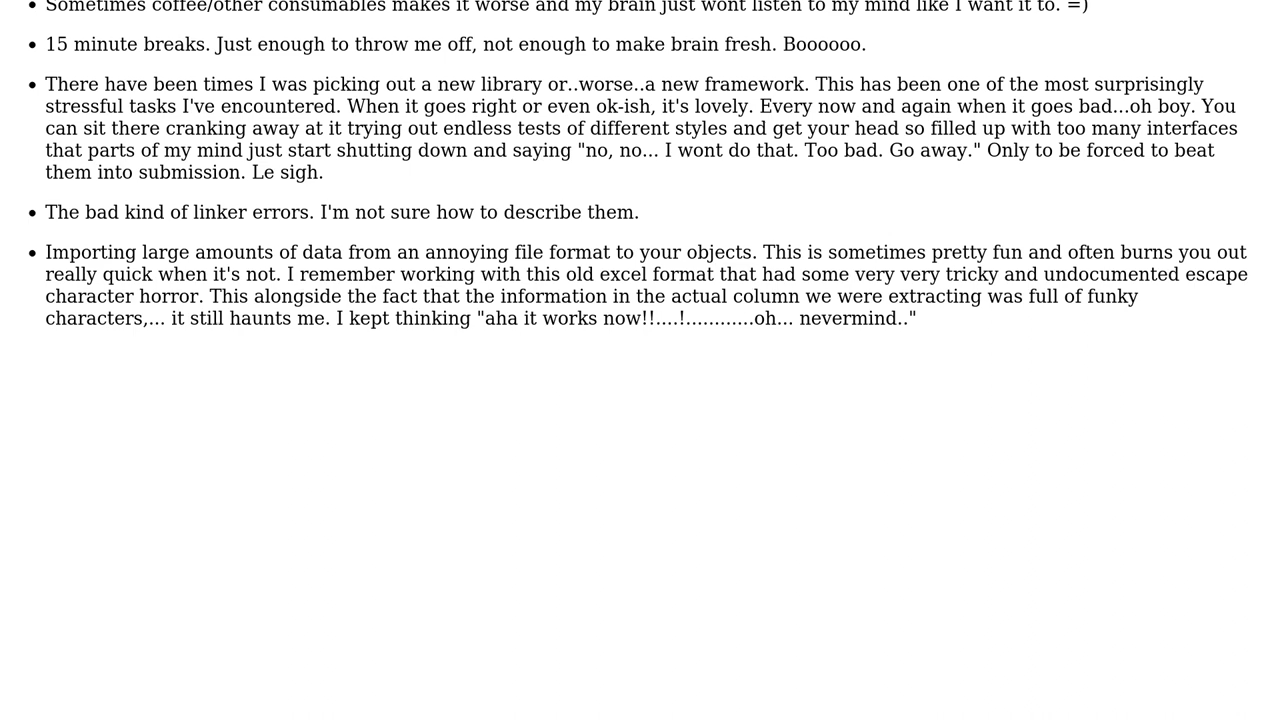 • Sometimes coffee/other consumables makes it worse and my brain just wont listen to my mind like I want it to. =)
• 15 minute breaks. Just enough to throw me off, not enough to make brain fresh. Boooooo.
• There have been times I was picking out a new library or..worse..a new framework. This has been one of the most surprisingly
stressful tasks I've encountered. When it goes right or even ok-ish, it's lovely. Every now and again when it goes bad...oh boy. You
can sit there cranking away at it trying out endless tests of different styles and get your head so filled up with too many interfaces
that parts of my mind just start shutting down and saying "no, no... I wont do that. Too bad. Go away." Only to be forced to beat
them into submission. Le sigh.
• The bad kind of linker errors. I'm not sure how to describe them.
• Importing large amounts of data from an annoying file format to your objects. This is sometimes pretty fun and often burns you out
really quick when it's not. I remember working with this old excel format that had some very very tricky and undocumented escape
character horror. This alongside the fact that the information in the actual column we were extracting was full of funky
characters,... it still haunts me. I kept thinking "aha it works now!!....!............oh... nevermind.."